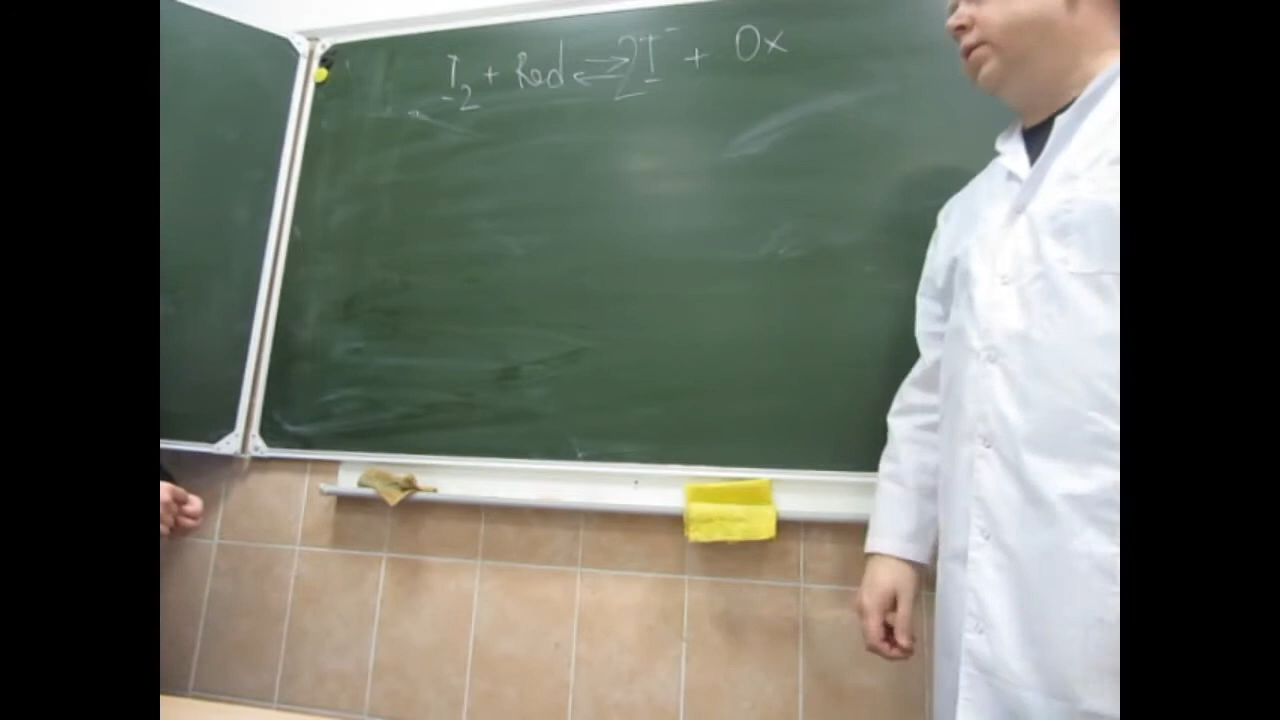 I₂ + Red ⇄ 2I⁻ + Ox